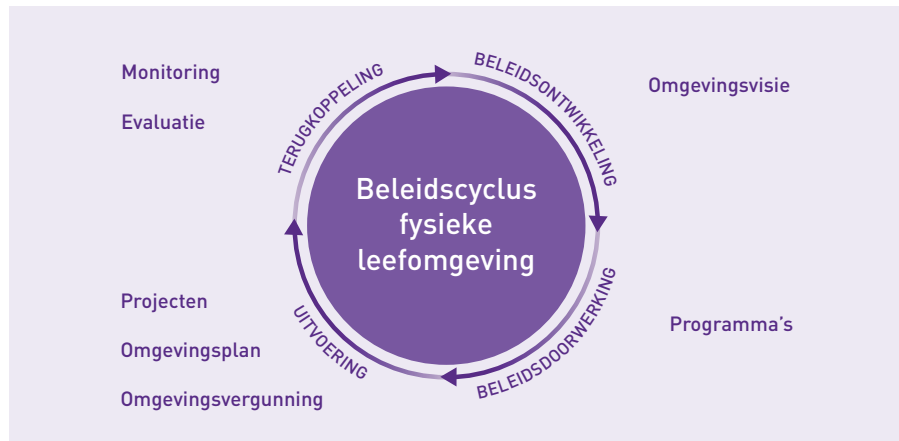 Monitoring
Evaluatie
TERUGKOPPELING
BELEIDSONTWIKKELING
Omgevingsvisie
Beleidscyclus
fysieke
leefomgeving
Projecten
Omgevingsplan
Omgevingsvergunning
UITVOERING
BELEIDSDOORWERKING
Programma's